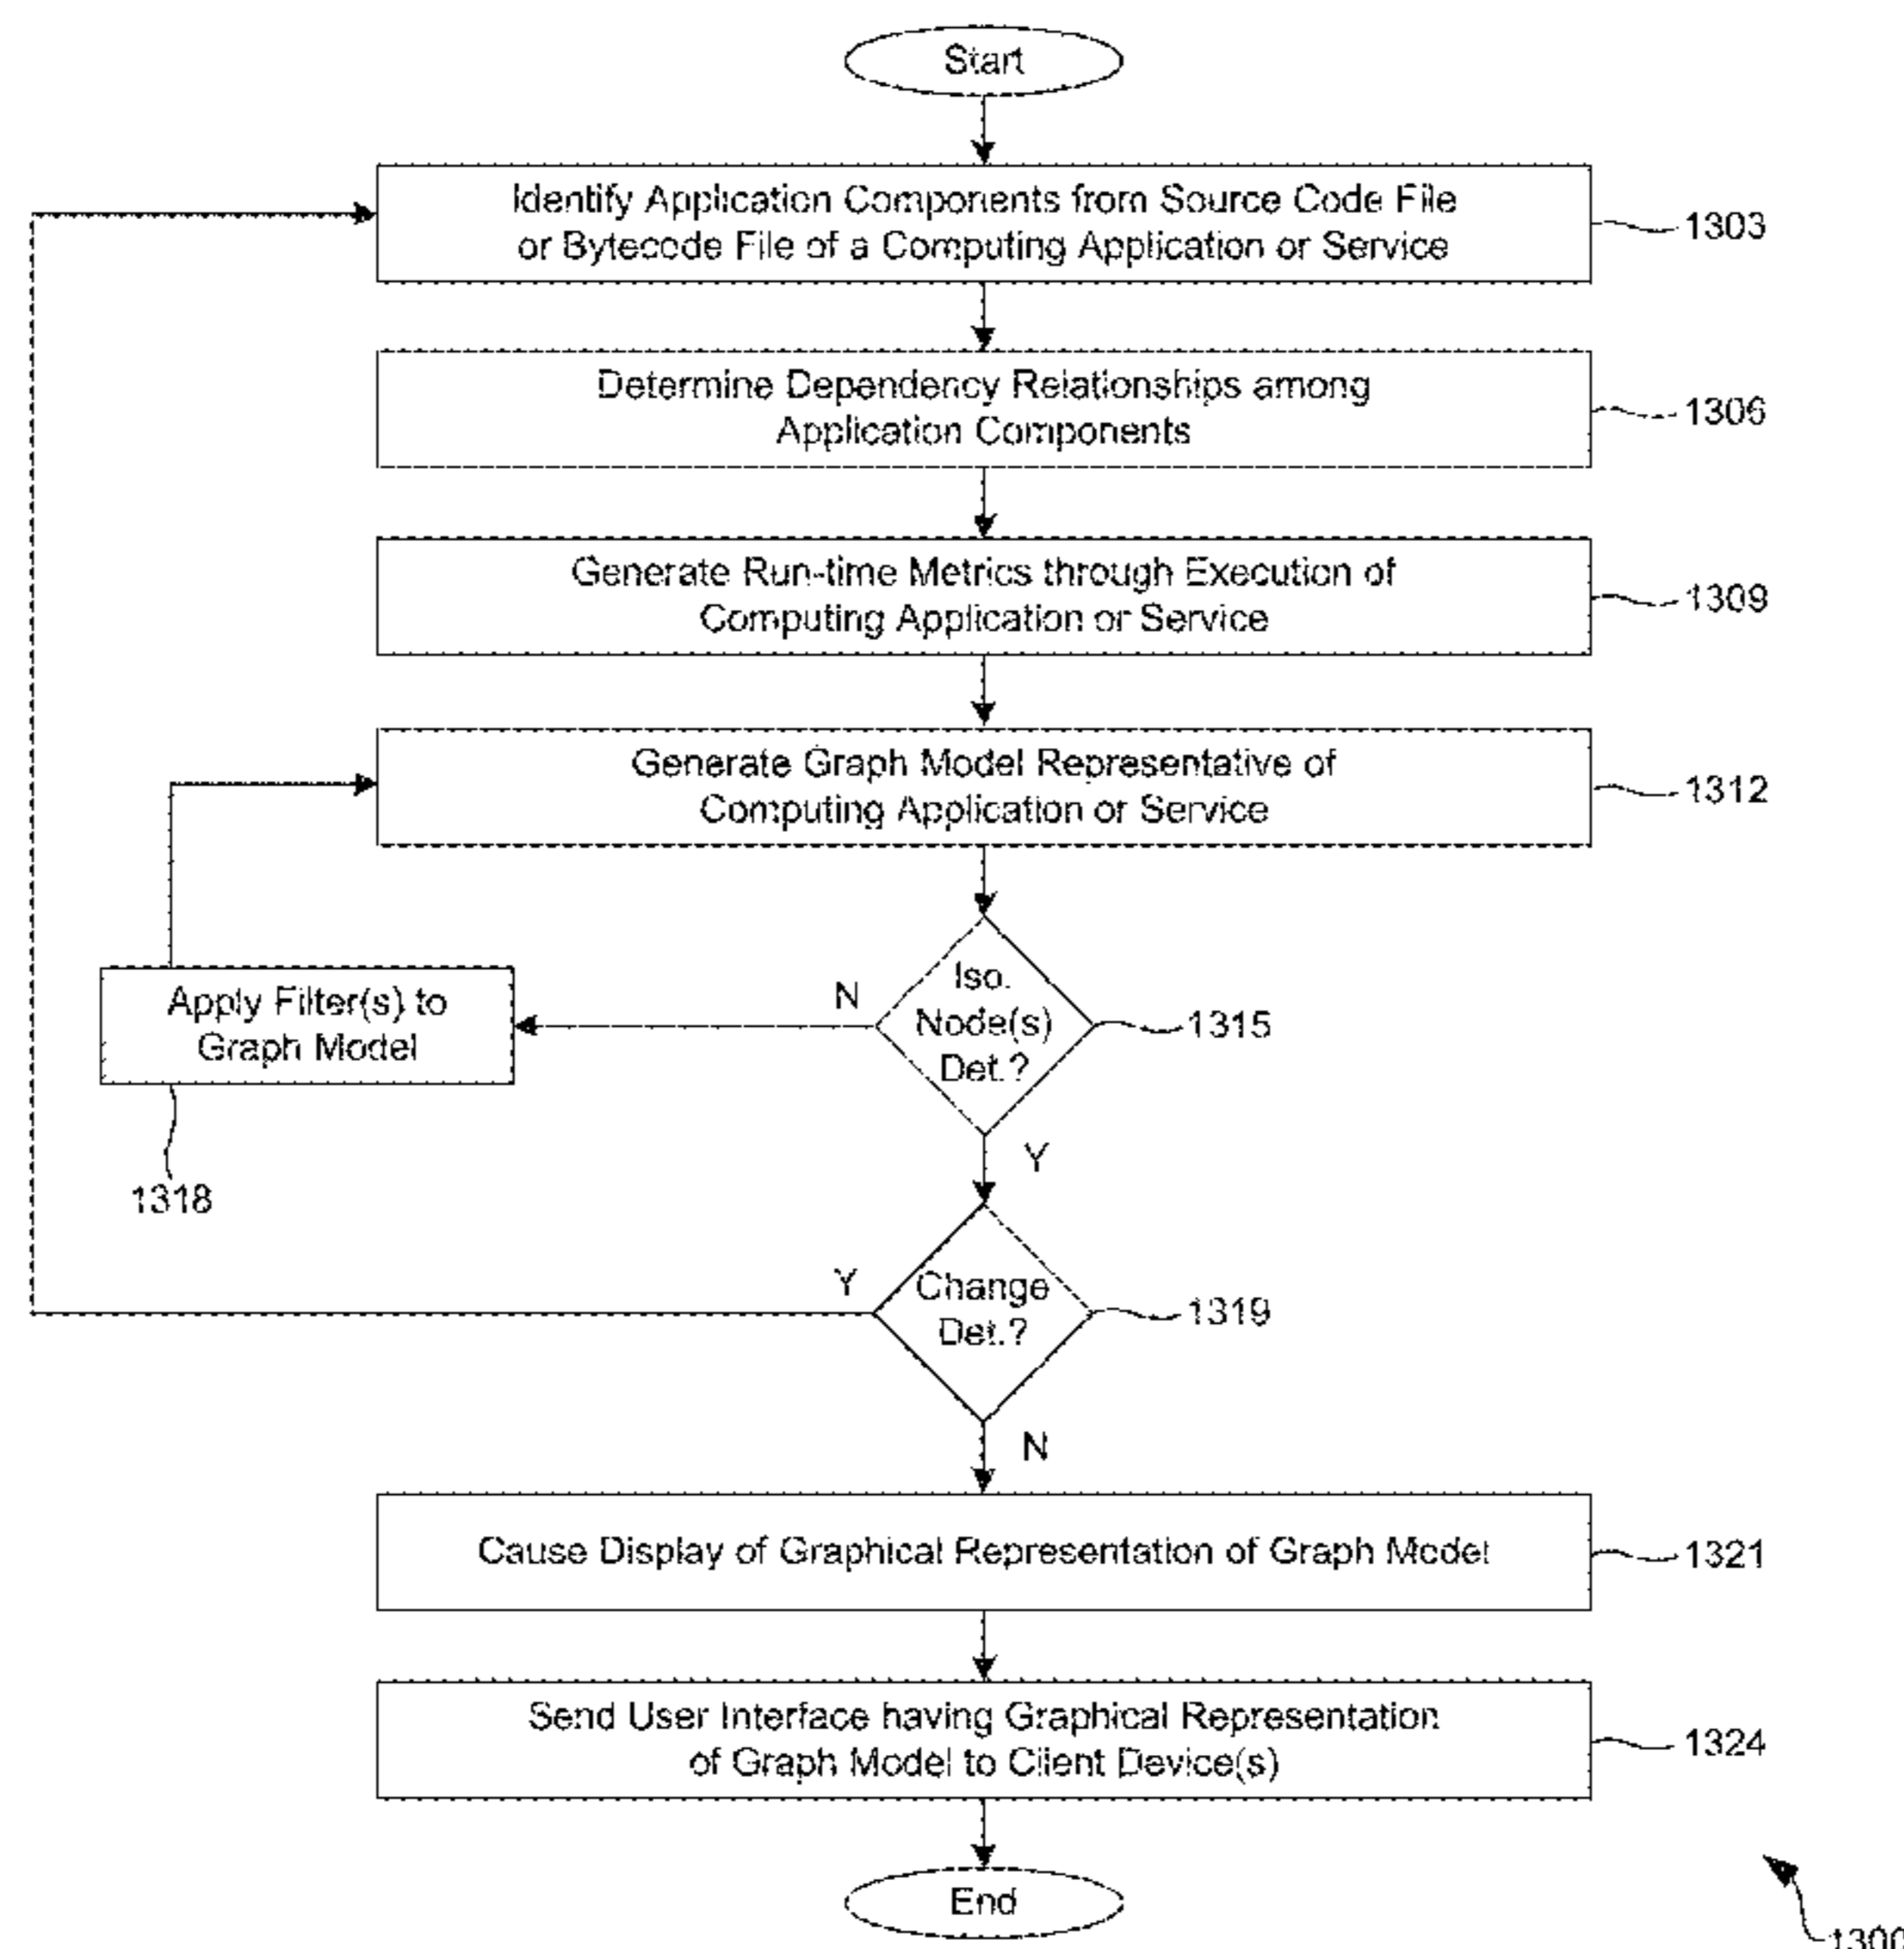 Start
Identify Application Components from Source Code File
or Bytecode File of a Computing Application or Service
1303
Determine Dependency Relationships among
Application Components
1306
Generate Run-time Metrics through Execution of
Computing Application or Service
1309
Generate Graph Model Representative of
Computing Application or Service
1312
Iso.
Node(s)
Det.?
N
1315
Apply Filter(s) to
Graph Model
1318
Y
Change
Det.?
Y
1319
N
Cause Display of Graphical Representation of Graph Model
1321
Send User Interface having Graphical Representation
of Graph Model to Client Device(s)
1324
End
1300